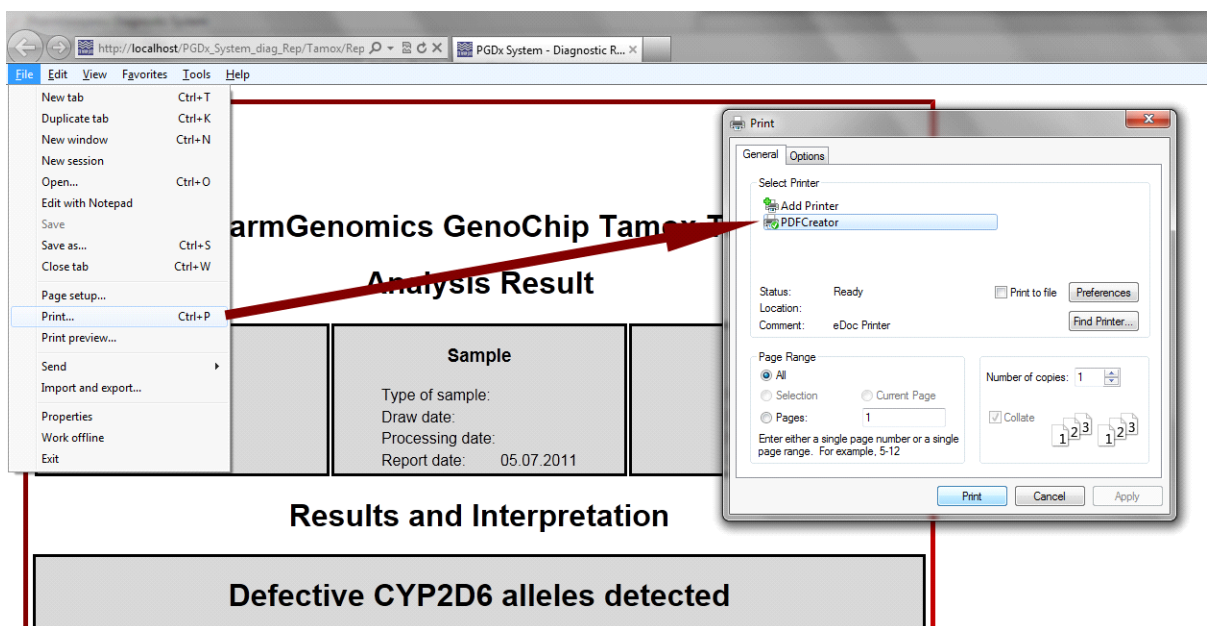 http://localhost/PGDx_System_diag_Rep/Tamox/Rep
PGDx System - Diagnostic R...
File Edit View Favorites Tools Help
New tab Ctrl+T
Duplicate tab Ctrl+K
New window Ctrl+N
New session
Open... Ctrl+O
Edit with Notepad
Save
Save as... Ctrl+S
Close tab Ctrl+W
Page setup...
Print... Ctrl+P
Print preview...
Send
Import and export...
Properties
Work offline
Exit
armGenomics GenoChip Tamox T
Analysis Result
Sample
Type of sample:
Draw date:
Processing date:
Report date: 05.07.2011
Results and Interpretation
Defective CYP2D6 alleles detected
Print
General Options
Select Printer
Add Printer
PDFCreator
Status: Ready
Print to file Preferences
Location:
Comment: eDoc Printer
Find Printer...
Page Range
All
Selection Current Page
Pages: 1
Enter either a single page number or a single
page range. For example, 5-12
Number of copies: 1
Collate
1 2 3 1 2 3
Print Cancel Apply